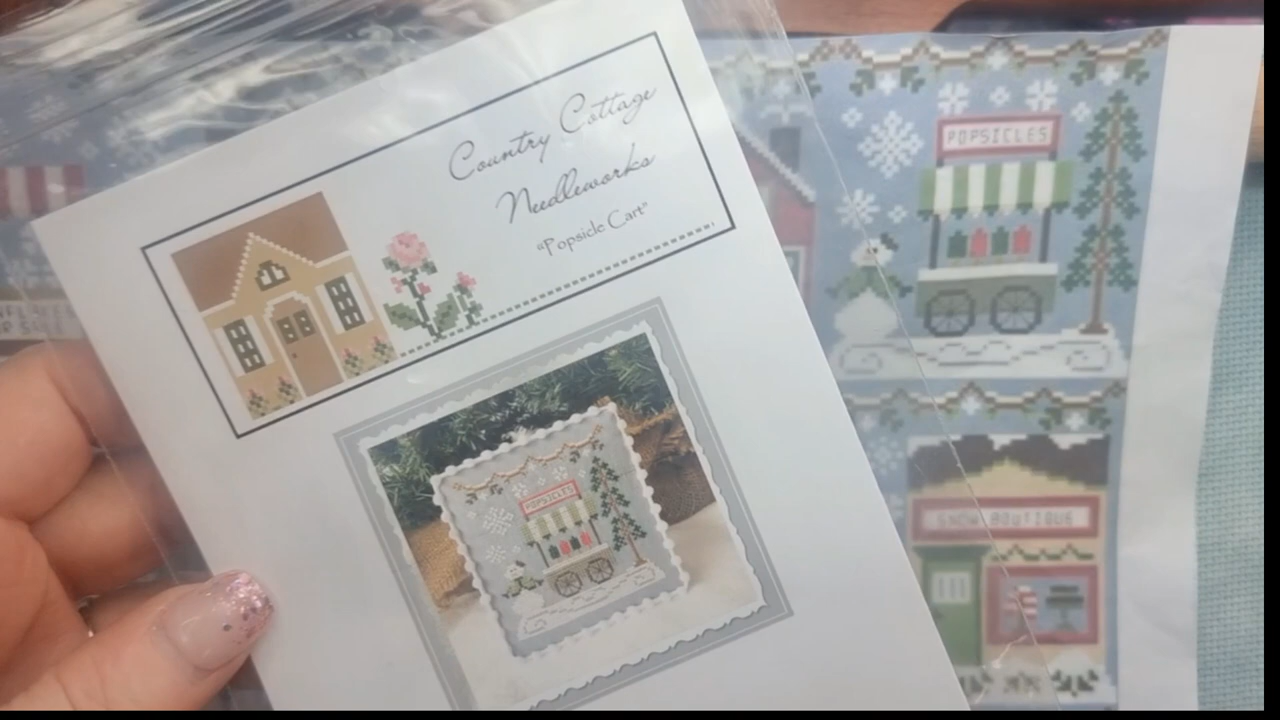 Country Cottage
Needleworks
"Popsicle Cart"
POPSICLES
POPSICLES
SNOW BOUTIQUE